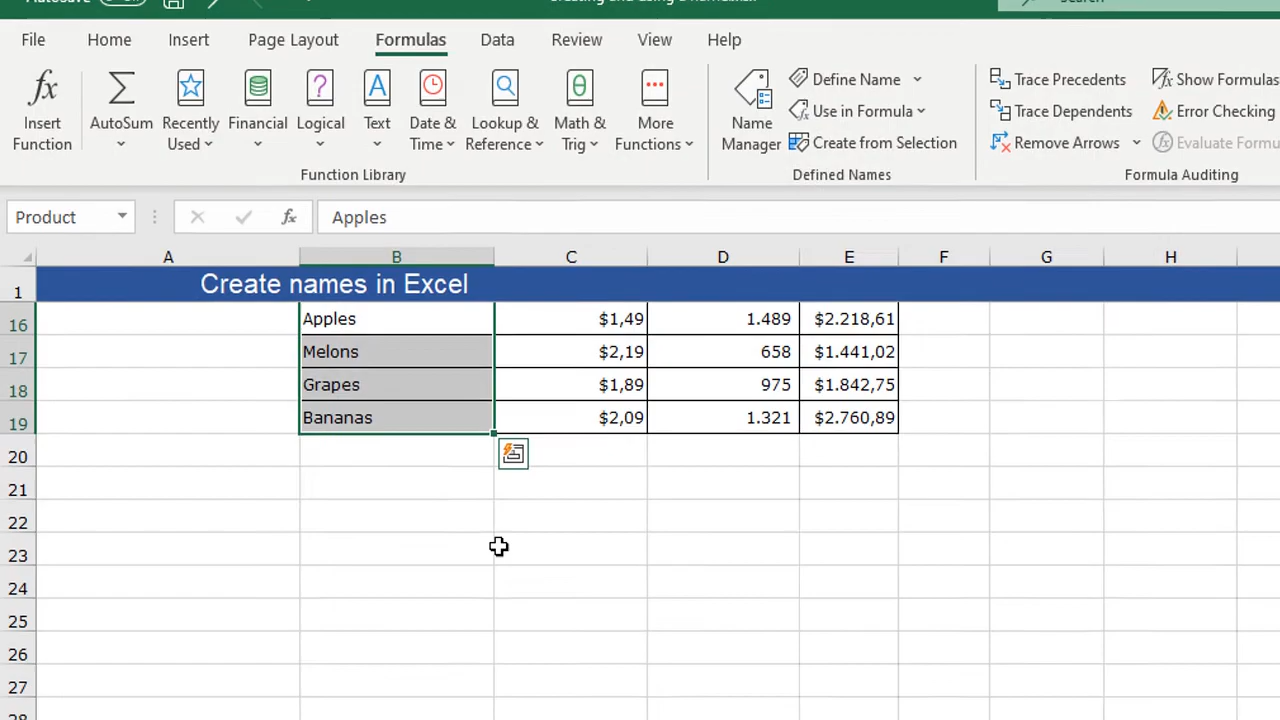 File Home Insert Page Layout Formulas Data Review View Help
Insert Function
AutoSum
Recently Used
Financial
Logical
Text
Date & Time
Lookup & Reference
Math & Trig
More Functions
Function Library
Name Manager
Define Name
Use in Formula
Create from Selection
Defined Names
Trace Precedents
Trace Dependents
Remove Arrows
Show Formulas
Error Checking
Formula Auditing
Product fx Apples
A B C D E F G H
1 Create names in Excel
16 Apples $1,49 1.489 $2.218,61
17 Melons $2,19 658 $1.441,02
18 Grapes $1,89 975 $1.842,75
19 Bananas $2,09 1.321 $2.760,89
20
21
22
23
24
25
26
27